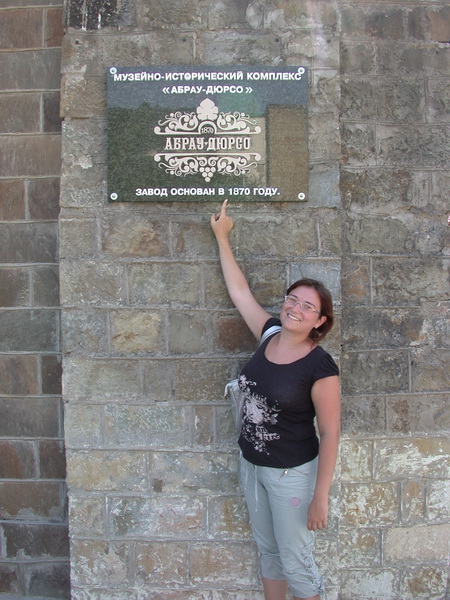 МУЗЕЙНО-ИСТОРИЧЕСКИЙ КОМПЛЕКС
«АБРАУ-ДЮРСО»
1870
АБРАУ-ДЮРСО
ЗАВОД ОСНОВАН В 1870 ГОДУ.